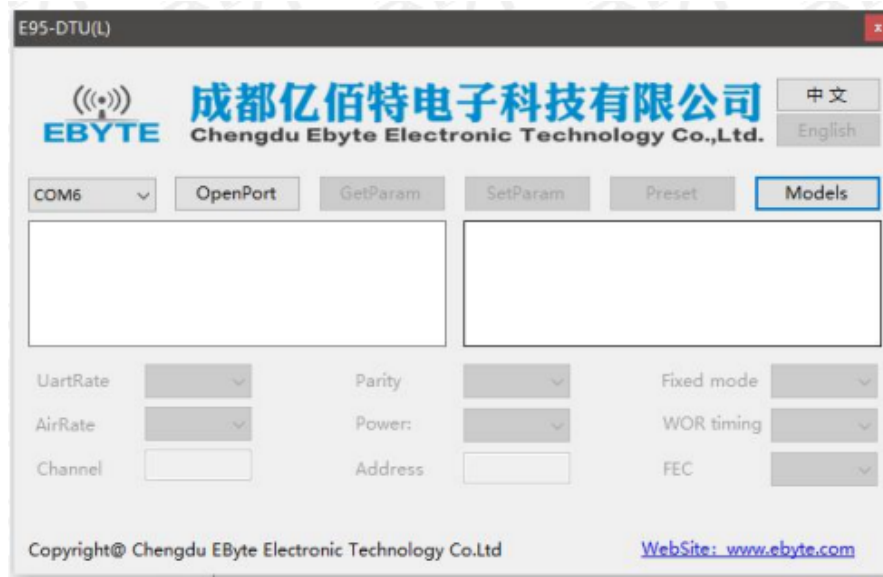 E95-DTU(L)
x
EBYTE
成都亿佰特电子科技有限公司
Chengdu Ebyte Electronic Technology Co.,Ltd.
中文
English
COM6
OpenPort
GetParam
SetParam
Preset
Models
UartRate
Parity
Fixed mode
AirRate
Power:
WOR timing
Channel
Address
FEC
Copyright@ Chengdu EByte Electronic Technology Co.Ltd
WebSite: www.ebyte.com